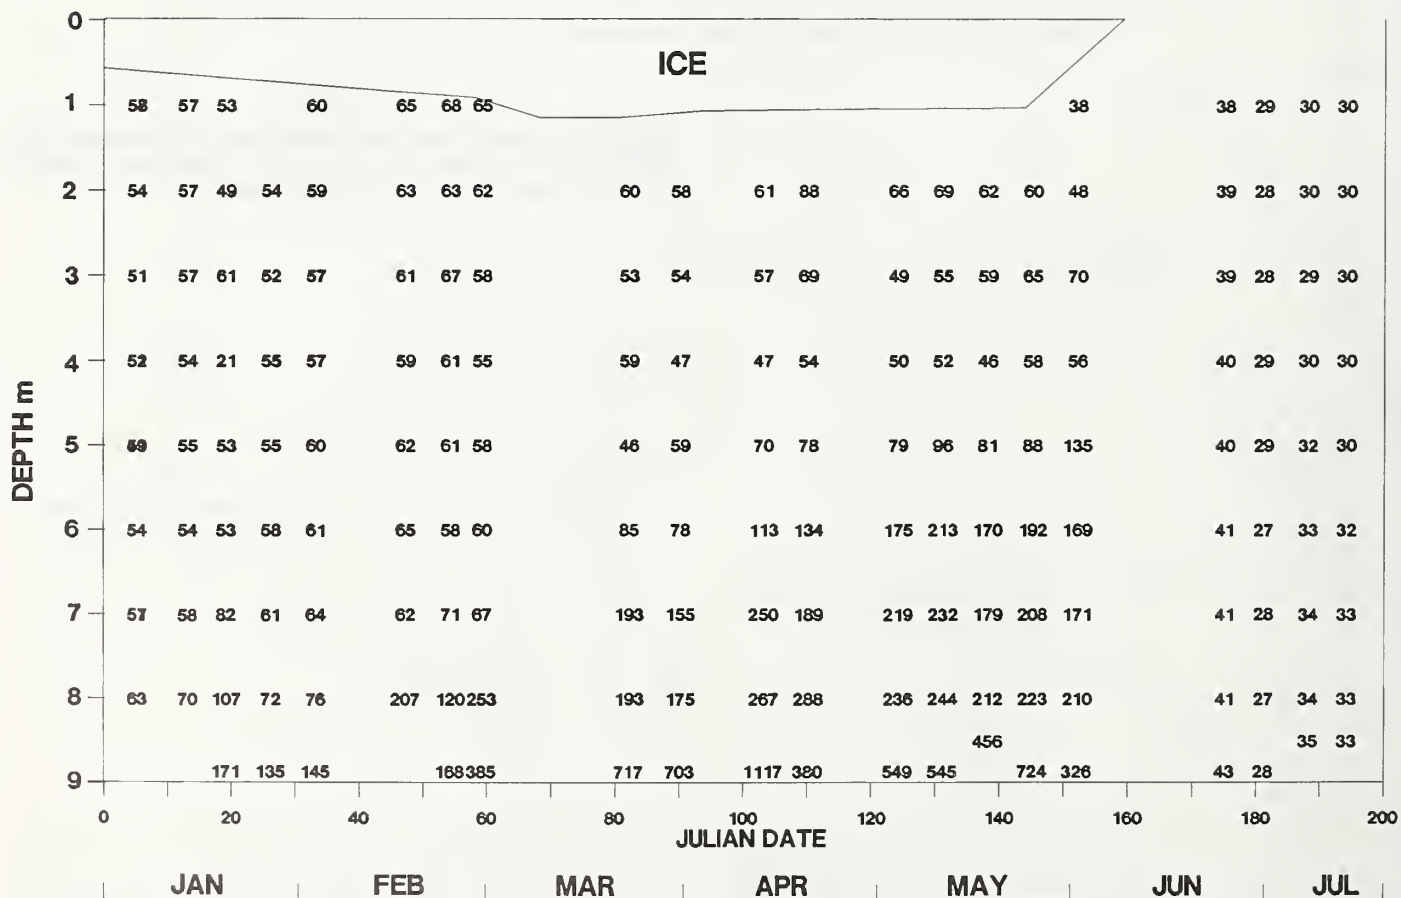 0
ICE
1 57 53 60 65 68 65 38 38 29 30 30
2 54 57 49 54 59 63 63 62 60 58 61 88 66 69 62 60 48 39 28 30 30
3 51 57 61 52 57 61 67 58 53 54 57 69 49 55 59 65 70 39 28 29 30
4 54 21 55 57 59 61 55 59 47 47 54 50 52 46 58 56 40 29 30 30
DEPTH m
5 55 53 55 60 62 61 58 46 59 70 78 79 96 81 88 135 40 29 32 30
6 54 54 53 58 61 65 58 60 85 78 113 134 175 213 170 192 169 41 27 33 32
7 58 82 61 64 62 71 67 193 155 250 189 219 232 179 208 171 41 28 34 33
8 63 70 107 72 76 207 120 253 193 175 267 288 236 244 212 223 210 41 27 34 33
456 35 33
171 135 145 168 385 717 703 1117 380 549 545 724 326 43 28
9
0 20 40 60 80 100 120 140 160 180 200
JULIAN DATE
JAN FEB MAR APR MAY JUN JUL